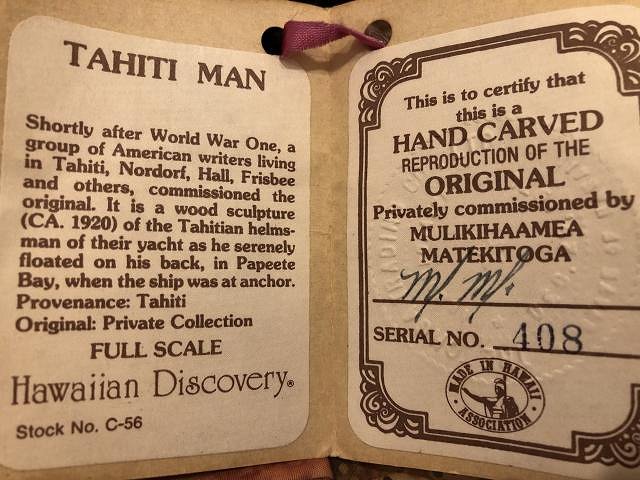 TAHITI MAN
Shortly after World War One, a
group of American writers living
in Tahiti, Nordorf, Hall, Frisbee
and others, commissioned the
original. It is a wood sculpture
(CA. 1920) of the Tahitian helms-
man of their yacht as he serenely
floated on his back, in Papeete
Bay, when the ship was at anchor.
Provenance: Tahiti
Original: Private Collection
FULL SCALE
Hawaiian Discovery®
Stock No. C-56
This is to certify that
this is a
HAND CARVED
REPRODUCTION OF THE
ORIGINAL
Privately commissioned by
MULIKIHAAMEA
MATEKITOGA
SERIAL NO. 408
MADE IN HAWAII
ASSOCIATION